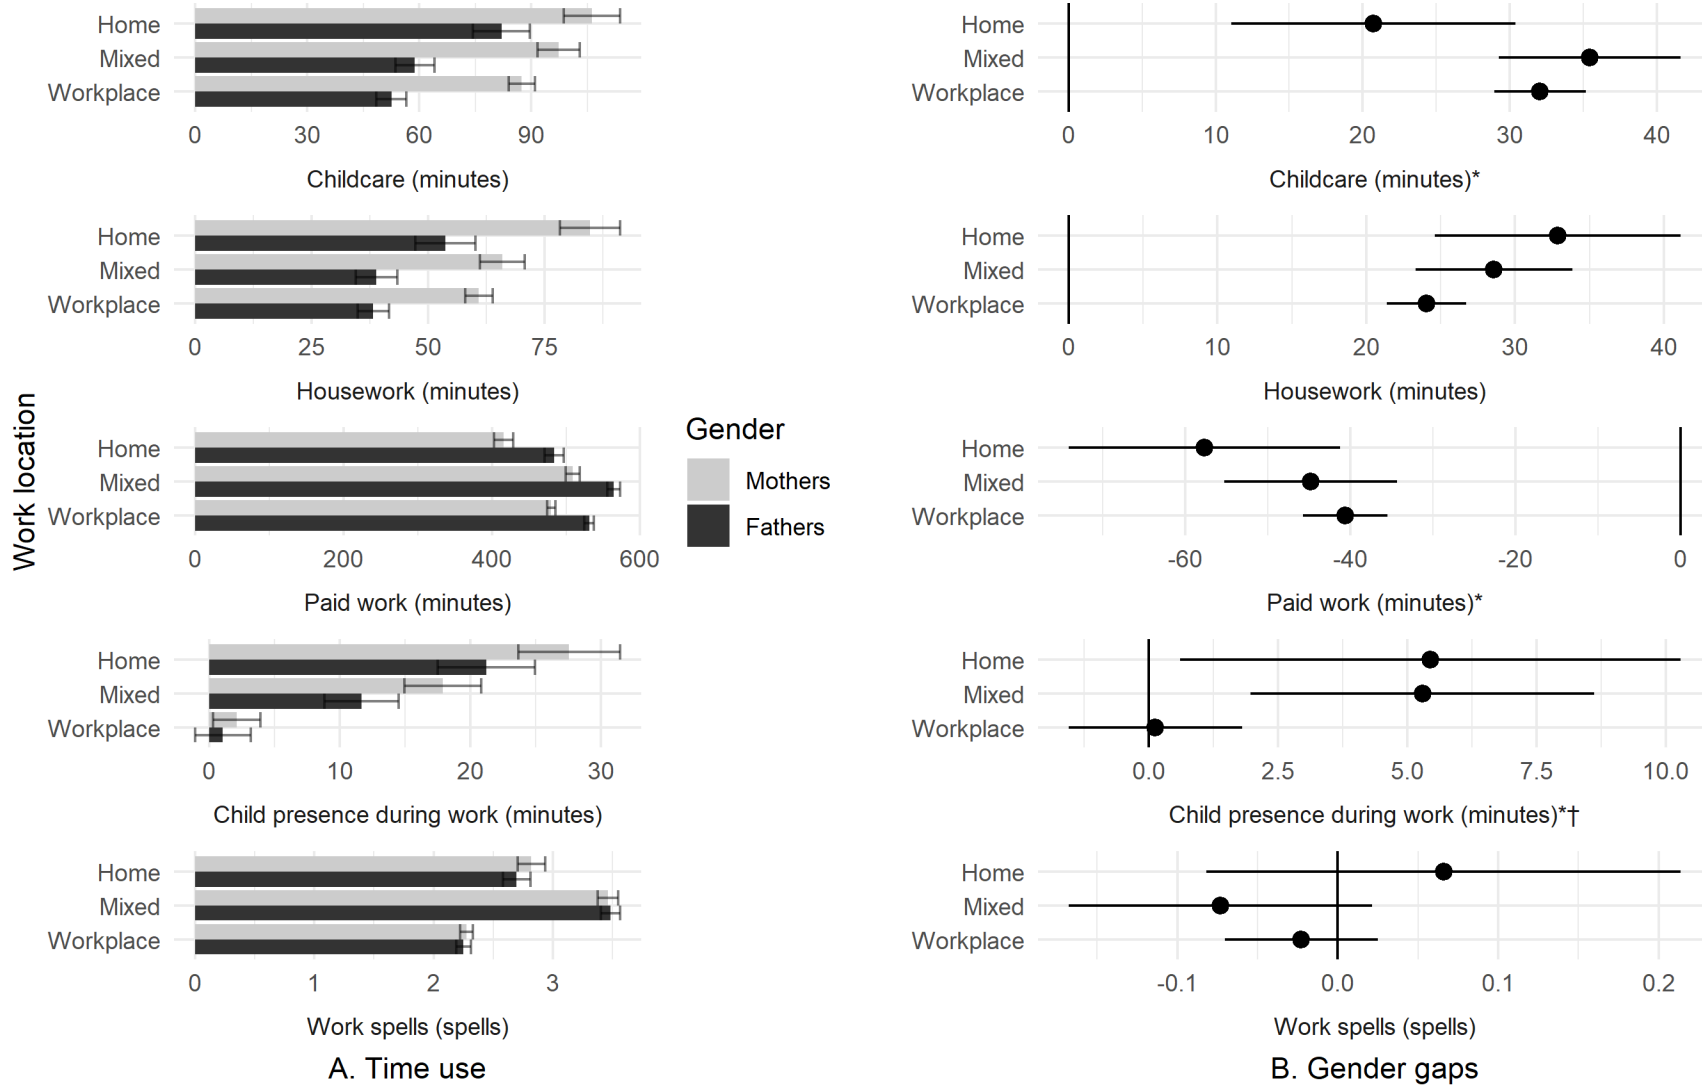 Home
Mixed
Workplace
0 30 60 90
Childcare (minutes)
Home
Mixed
Workplace
0 25 50 75
Housework (minutes)
Home
Mixed
Workplace
0 200 400 600
Paid work (minutes)
Home
Mixed
Workplace
0 10 20 30
Child presence during work (minutes)
Home
Mixed
Workplace
0 1 2 3
Work spells (spells)
A. Time use
Work location
Gender
Mothers
Fathers
Home
Mixed
Workplace
0 10 20 30 40
Childcare (minutes)*
Home
Mixed
Workplace
0 10 20 30 40
Housework (minutes)
Home
Mixed
Workplace
-60 -40 -20 0
Paid work (minutes)*
Home
Mixed
Workplace
0.0 2.5 5.0 7.5 10.0
Child presence during work (minutes)*†
Home
Mixed
Workplace
-0.1 0.0 0.1 0.2
Work spells (spells)
B. Gender gaps